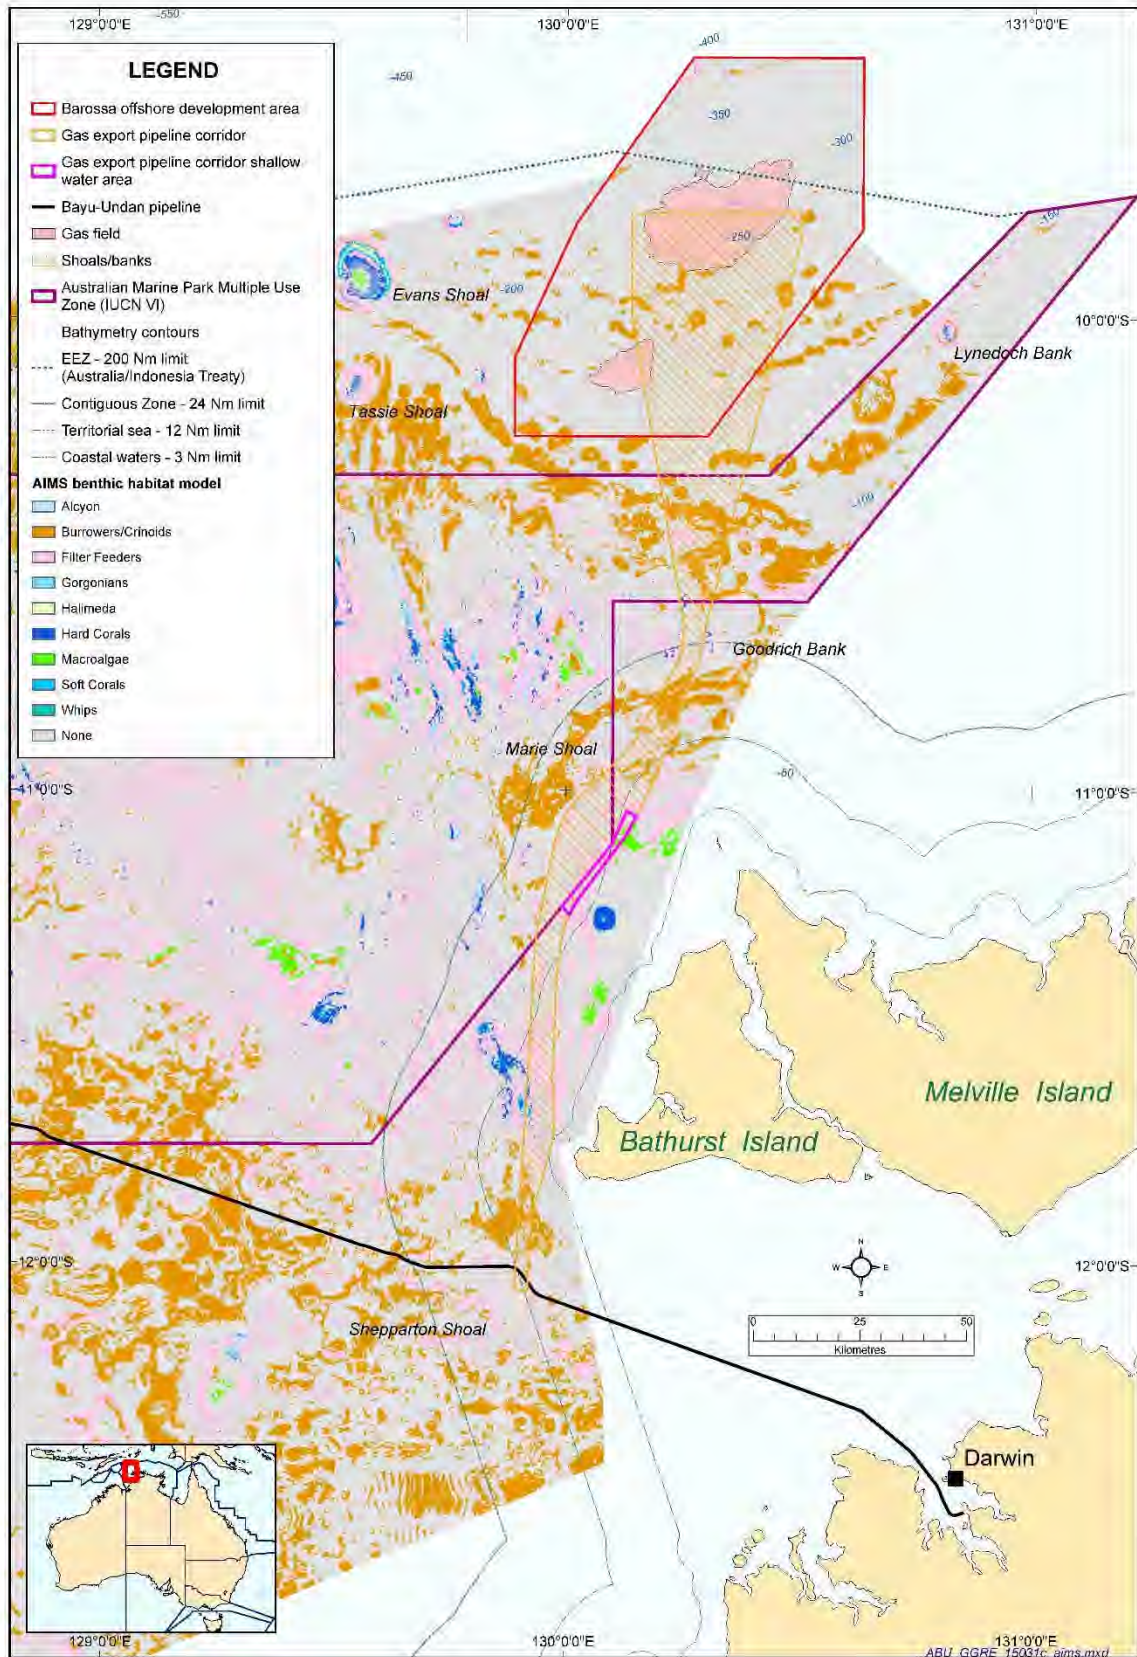 129°0'0"E
130°0'0"E
131°0'0"E
-550
-400
-450
-350
-300
LEGEND
Barossa offshore development area
Gas export pipeline corridor
Gas export pipeline corridor shallow
water area
Bayu-Undan pipeline
Gas field
Shoals/banks
Australian Marine Park Multiple Use
Zone (IUCN VI)
Bathymetry contours
EEZ - 200 Nm limit
(Australia/Indonesia Treaty)
Contiguous Zone - 24 Nm limit
Territorial sea - 12 Nm limit
Coastal waters - 3 Nm limit
AIMS benthic habitat model
Alcyon
Burrowers/Crinoids
Filter Feeders
Gorgonians
Halimeda
Hard Corals
Macroalgae
Soft Corals
Whips
None
-150
-250
-200
Evans Shoal
10°0'0"S
Lynedoch Bank
Tassie Shoal
-100
Goodrich Bank
Marie Shoal
-50
11°0'0"S
11°0'0"S
Melville Island
Bathurst Island
12°0'0"S
12°0'0"S
N
W
E
S
0 25 50
Kilometres
Shepparton Shoal
Darwin
129°0'0"E
130°0'0"E
131°0'0"E
ABU_GGRE_15031c_aims.mxd